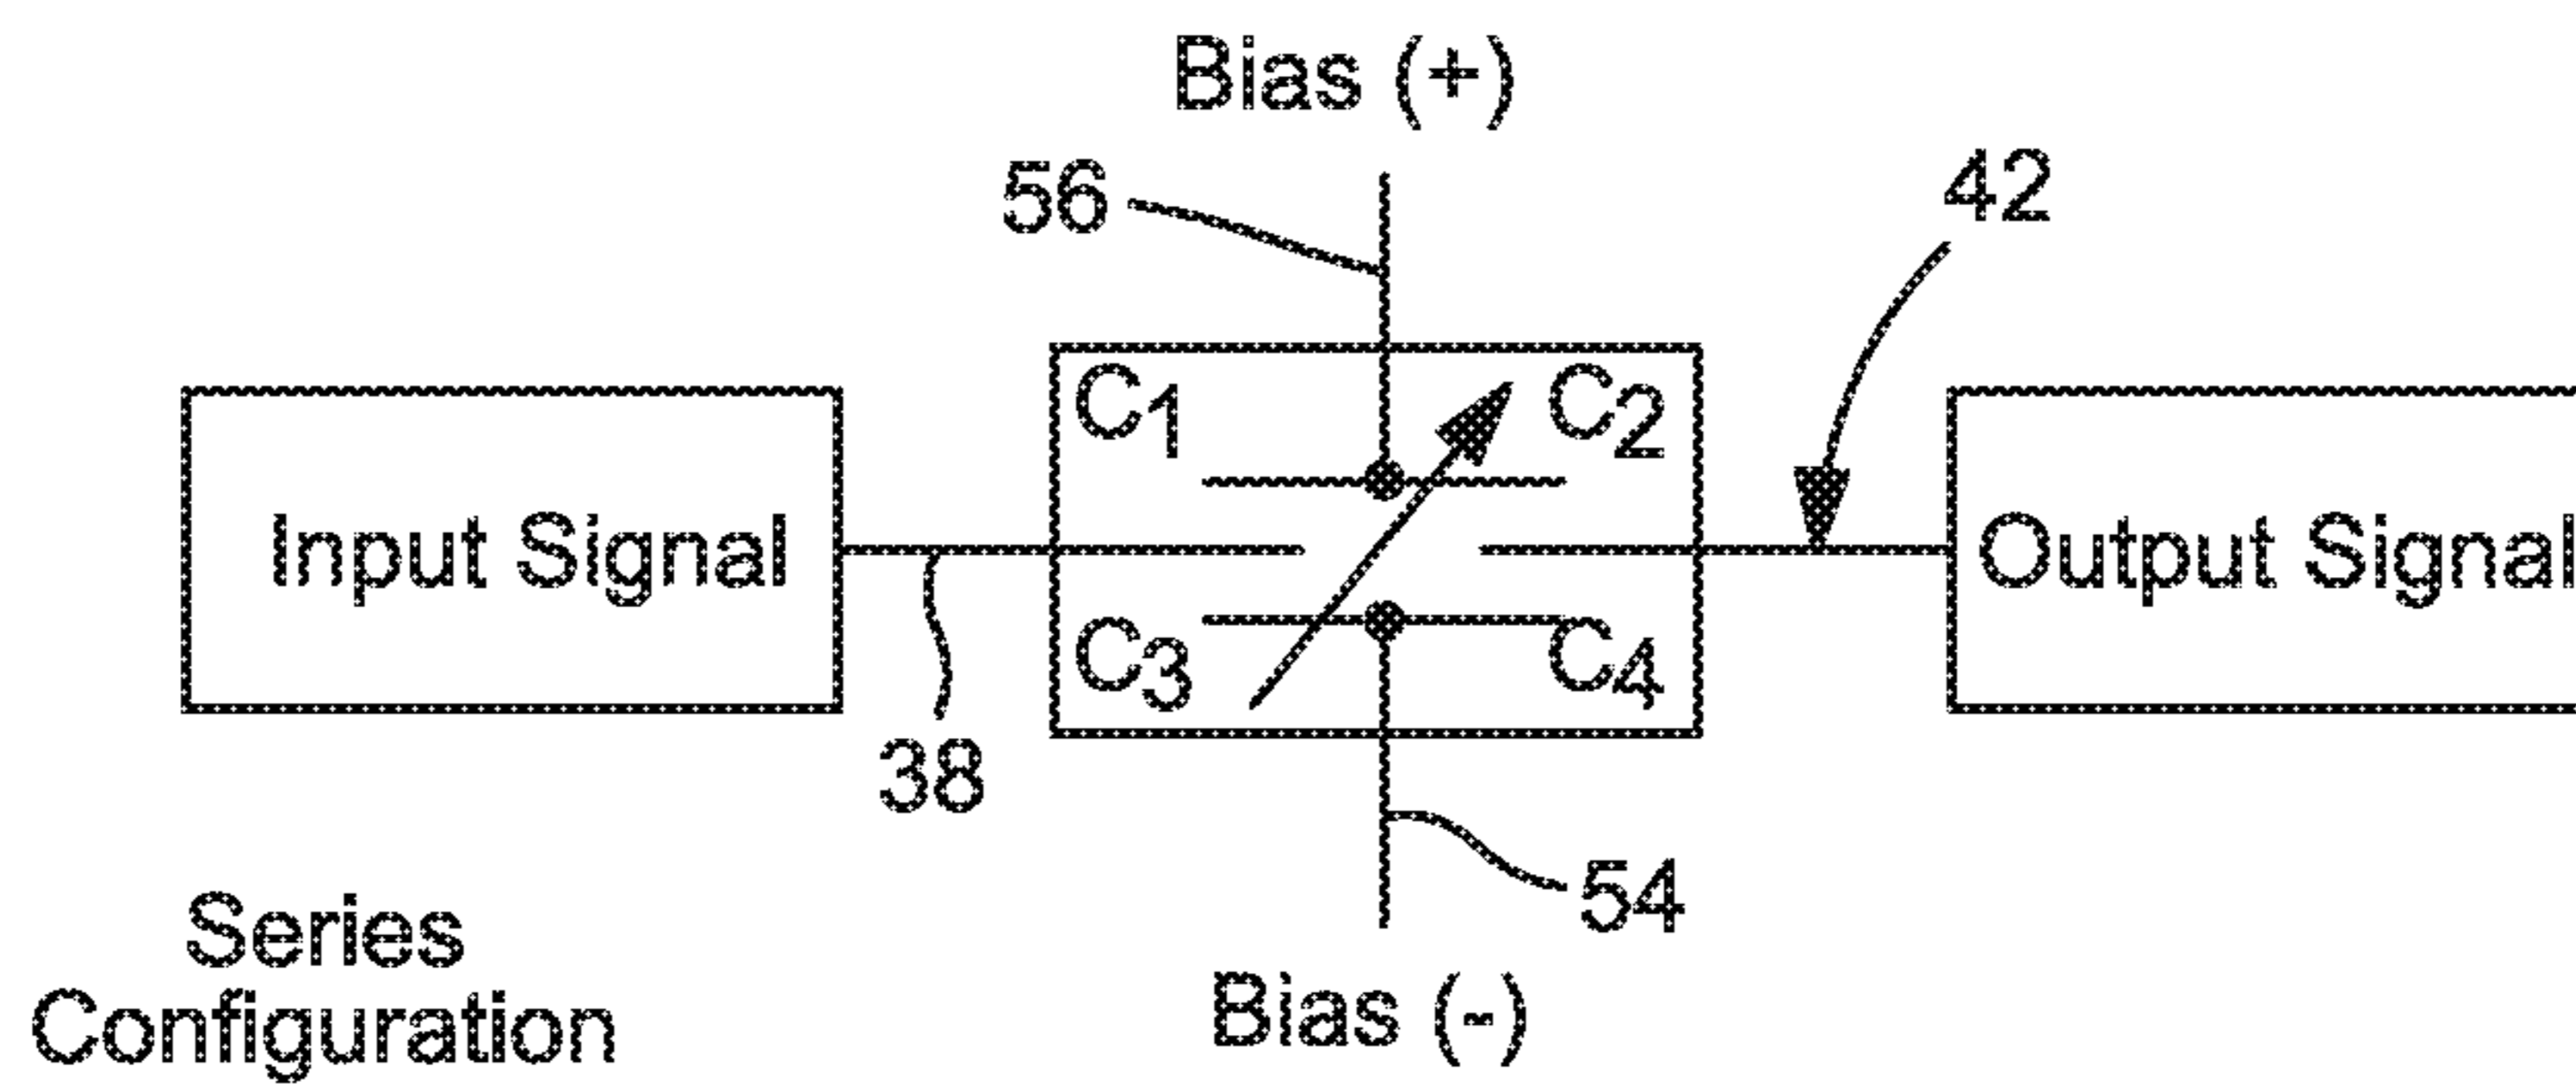 Bias (+)
56
42
C1
C2
Input Signal
Output Signal
C3
C4
38
54
Series
Configuration
Bias (-)